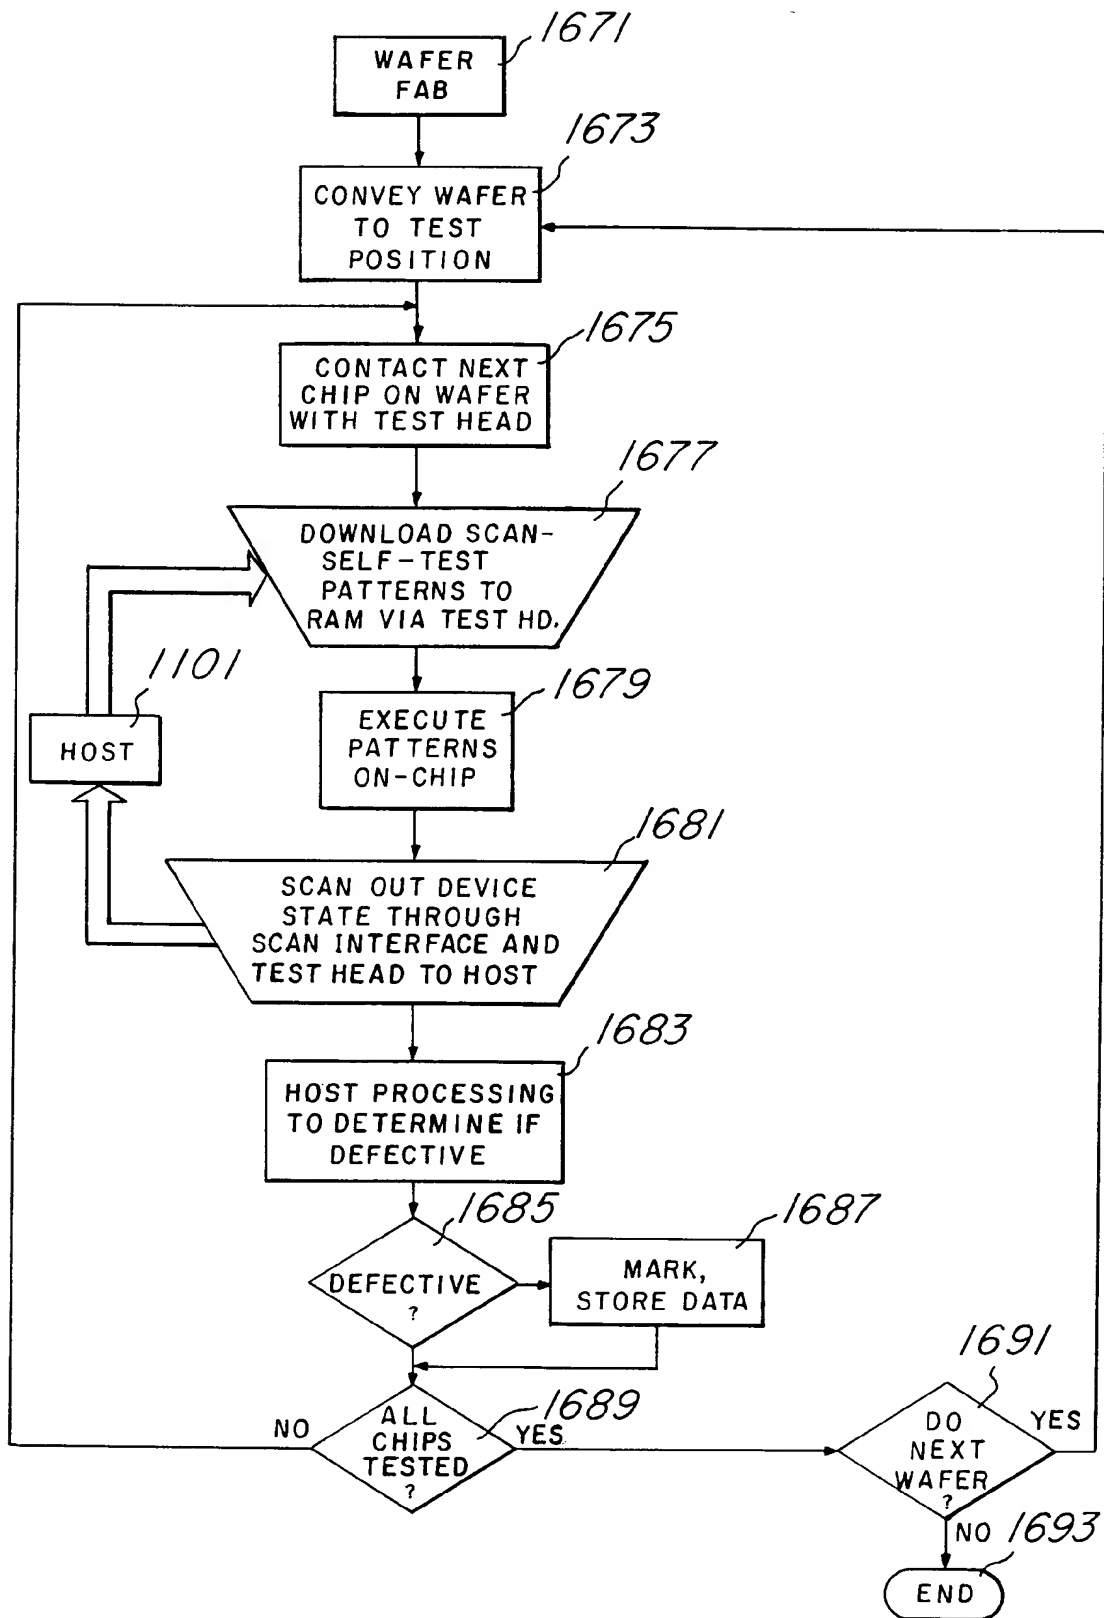 1671
WAFER
FAB
1673
CONVEY WAFER
TO TEST
POSITION
1675
CONTACT NEXT
CHIP ON WAFER
WITH TEST HEAD
1677
DOWNLOAD SCAN-
SELF-TEST
PATTERNS TO
RAM VIA TEST HD.
1101
HOST
1679
EXECUTE
PATTERNS
ON-CHIP
1681
SCAN OUT DEVICE
STATE THROUGH
SCAN INTERFACE AND
TEST HEAD TO HOST
1683
HOST PROCESSING
TO DETERMINE IF
DEFECTIVE
1685
DEFECTIVE
?
1687
MARK,
STORE DATA
1689
ALL
CHIPS
TESTED
?
NO
YES
1691
DO
NEXT
WAFER
?
YES
NO
1693
END